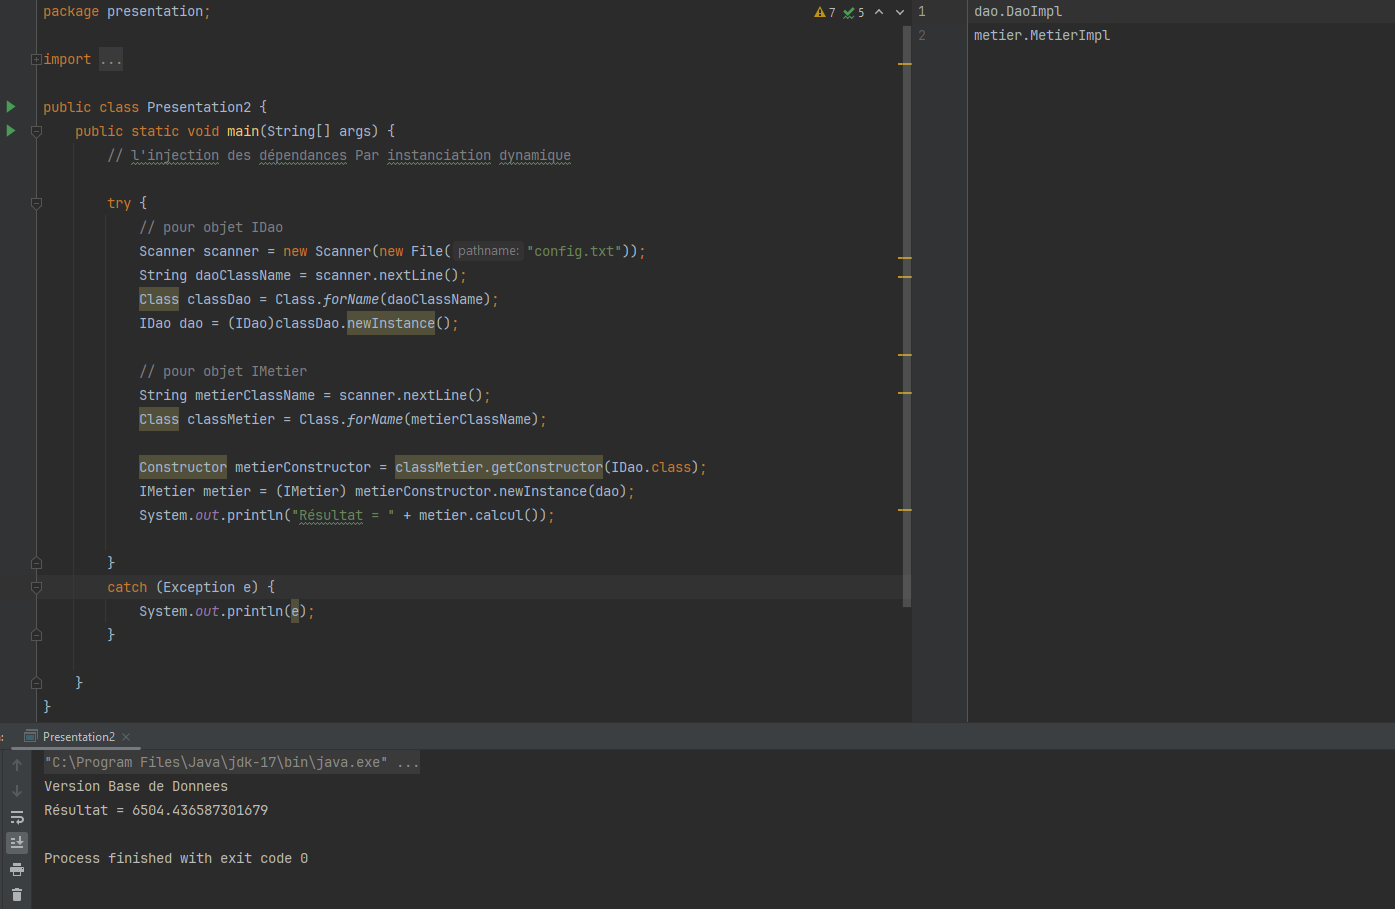 package presentation;
7 5
import ...
public class Presentation2 {
public static void main(String[] args) {
// l'injection des dépendances Par instanciation dynamique
try {
// pour objet IDao
Scanner scanner = new Scanner(new File( pathname: "config.txt"));
String daoClassName = scanner.nextLine();
Class classDao = Class.forName(daoClassName);
IDao dao = (IDao)classDao.newInstance();
// pour objet IMetier
String metierClassName = scanner.nextLine();
Class classMetier = Class.forName(metierClassName);
Constructor metierConstructor = classMetier.getConstructor(IDao.class);
IMetier metier = (IMetier) metierConstructor.newInstance(dao);
System.out.println("Résultat = " + metier.calcul());
}
catch (Exception e) {
System.out.println(e);
}
}
}
1 dao.DaoImpl
2 metier.MetierImpl
Presentation2
"C:\Program Files\Java\jdk-17\bin\java.exe" ...
Version Base de Donnees
Résultat = 6504.436587301679
Process finished with exit code 0